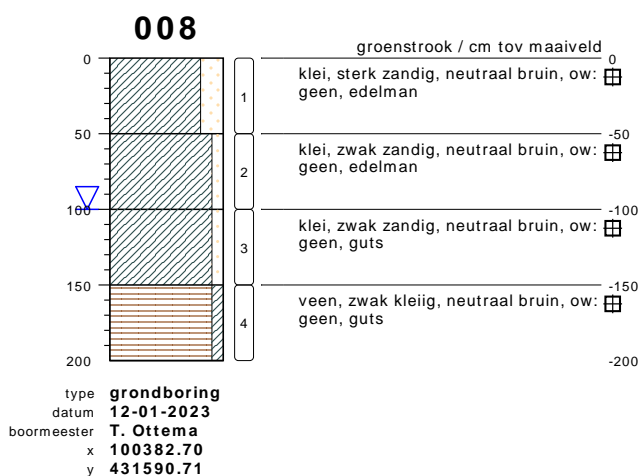 008
groenstrook / cm tov maaiveld
0
0
klei, sterk zandig, neutraal bruin, ow:
geen, edelman
1
50
-50
klei, zwak zandig, neutraal bruin, ow:
geen, edelman
2
100
-100
klei, zwak zandig, neutraal bruin, ow:
geen, guts
3
150
-150
veen, zwak kleiig, neutraal bruin, ow:
geen, guts
4
200
-200
type grondboring
datum 12-01-2023
boormeester T. Ottema
x 100382.70
y 431590.71